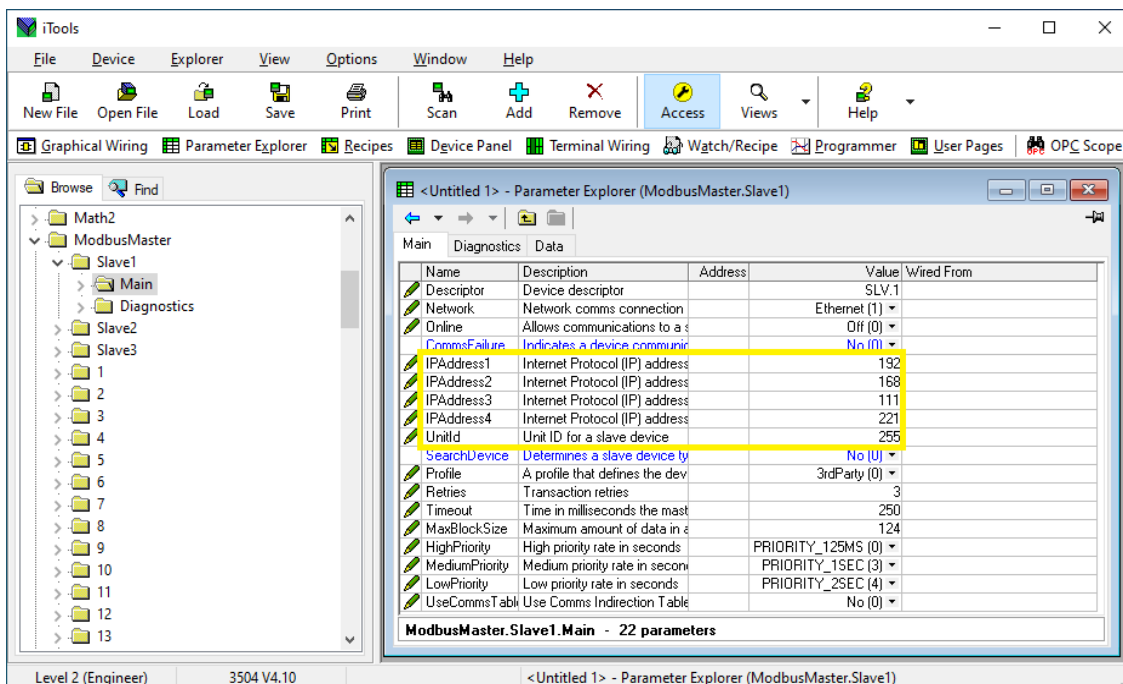 iTools
File Device Explorer View Options Window Help
New File Open File Load Save Print Scan Add Remove Access Views Help
Graphical Wiring Parameter Explorer Recipes Device Panel Terminal Wiring Watch/Recipe Programmer User Pages OPC Scope
Browse Find
Math2
ModbusMaster
Slave1
Main
Diagnostics
Slave2
Slave3
1
2
3
4
5
6
7
8
9
10
11
12
13
<Untitled 1> - Parameter Explorer (ModbusMaster.Slave1)
Main Diagnostics Data
Name Description Address Value Wired From
Descriptor Device descriptor SLV.1
Network Network comms connection Ethernet (1)
Online Allows communications to a s Off (0)
CommsFailure Indicates a device communic No (0)
IPAddress1 Internet Protocol (IP) address 192
IPAddress2 Internet Protocol (IP) address 168
IPAddress3 Internet Protocol (IP) address 111
IPAddress4 Internet Protocol (IP) address 221
UnitId Unit ID for a slave device 255
SearchDevice Determines a slave device ty No (0)
Profile A profile that defines the dev 3rdParty (0)
Retries Transaction retries 3
Timeout Time in milliseconds the mast 250
MaxBlockSize Maximum amount of data in a 124
HighPriority High priority rate in seconds PRIORITY_125MS (0)
MediumPriority Medium priority rate in secon PRIORITY_1SEC (3)
LowPriority Low priority rate in seconds PRIORITY_2SEC (4)
UseCommsTabl Use Comms Indirection Table No (0)
ModbusMaster.Slave1.Main - 22 parameters
Level 2 (Engineer) 3504 V4.10 <Untitled 1> - Parameter Explorer (ModbusMaster.Slave1)